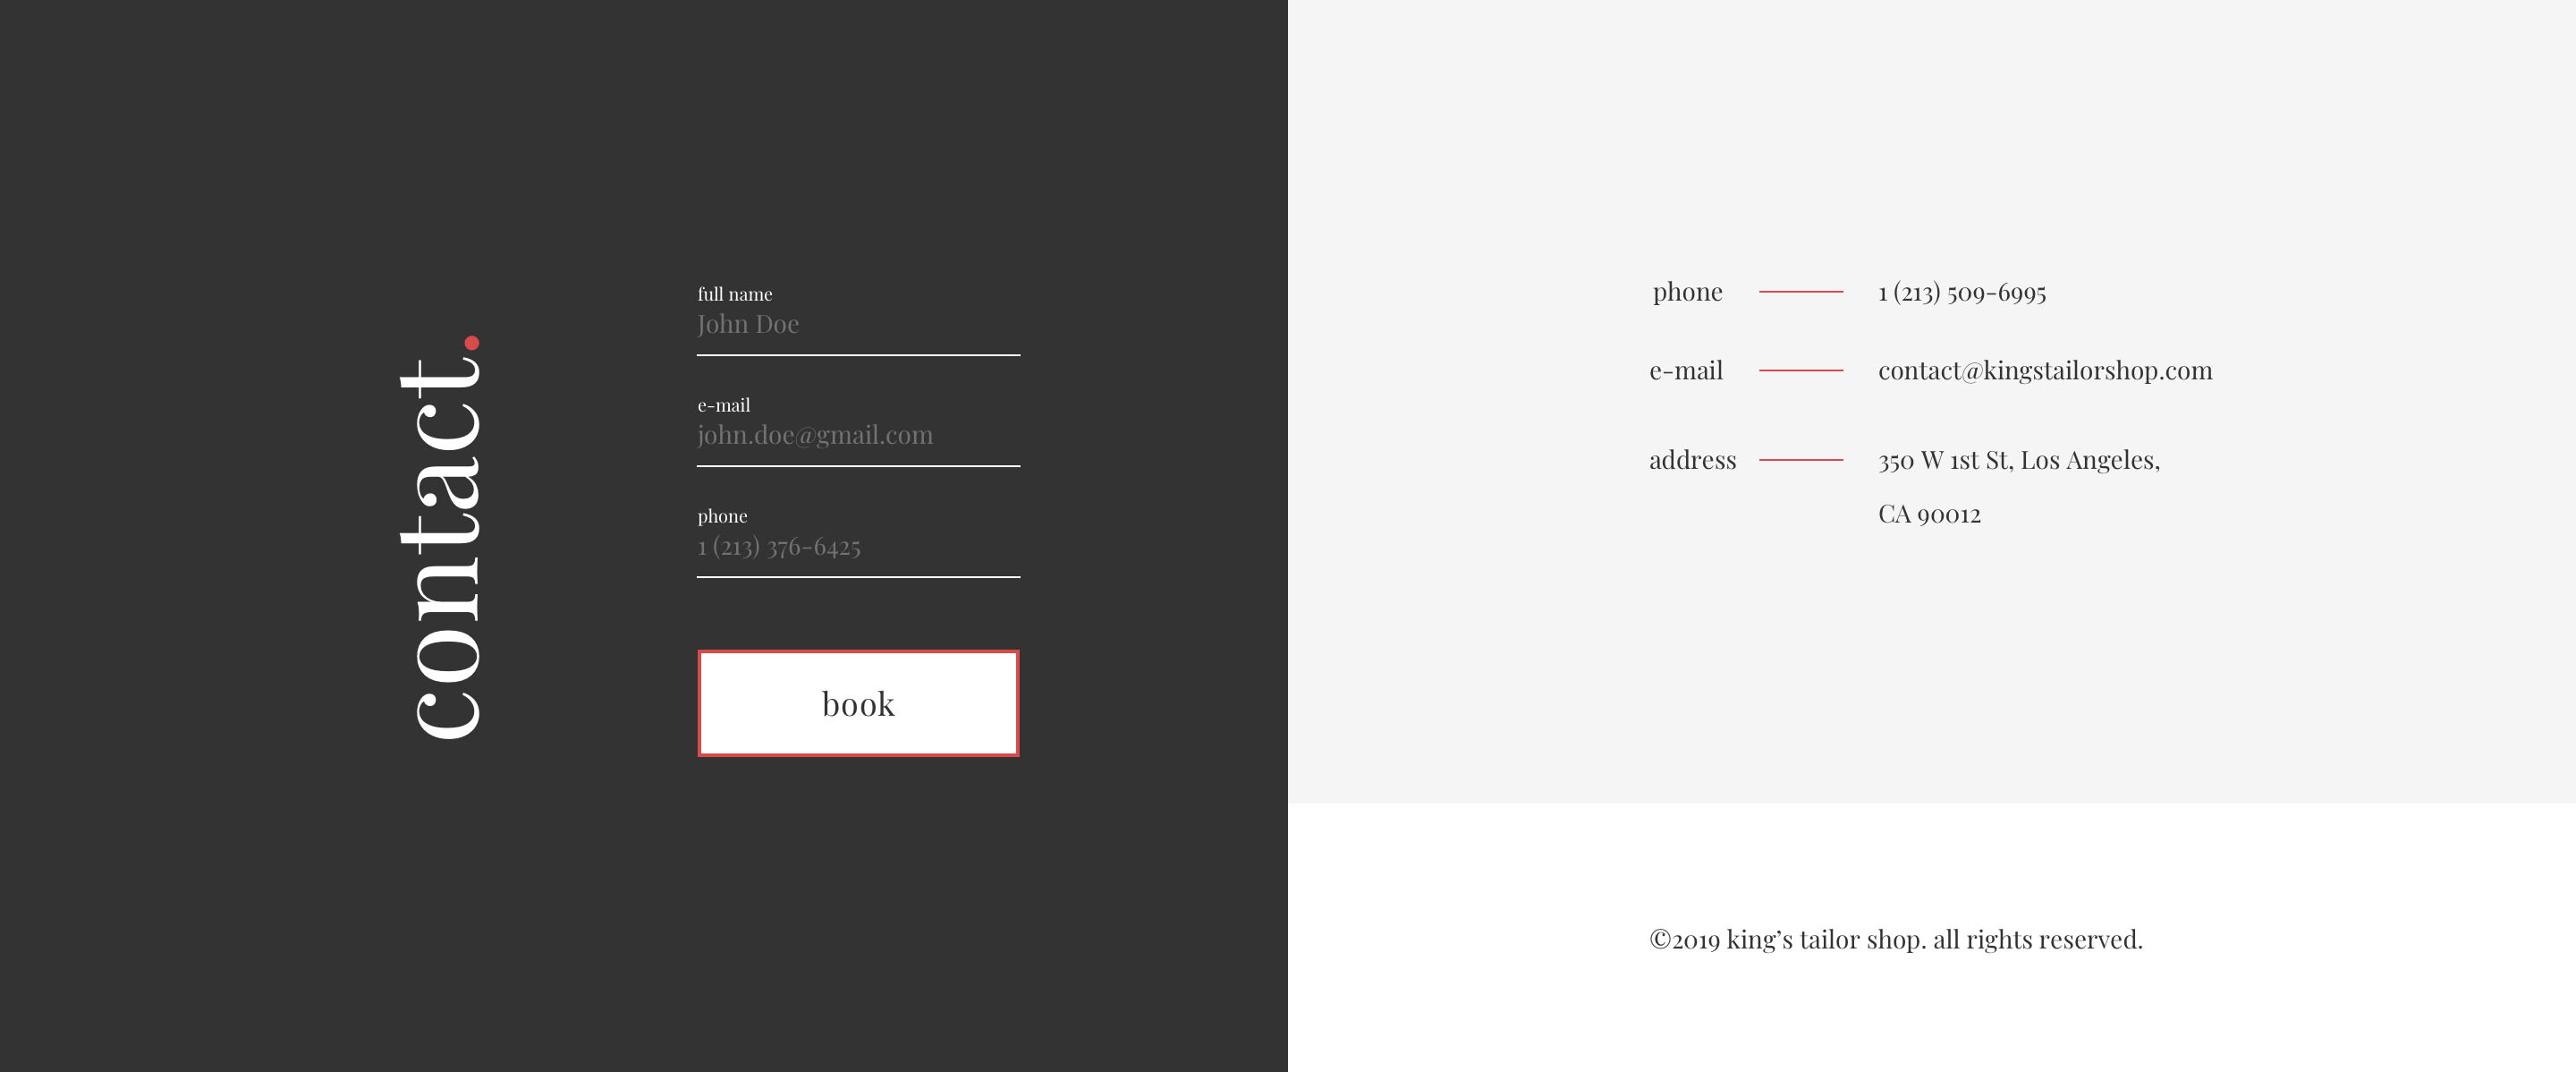 contact.
full name
John Doe
e-mail
john.doe@gmail.com
phone
1 (213) 376-6425
book
phone 1 (213) 509-6995
e-mail contact@kingstailorshop.com
address 350 W 1st St, Los Angeles,
CA 90012
©2019 king’s tailor shop. all rights reserved.